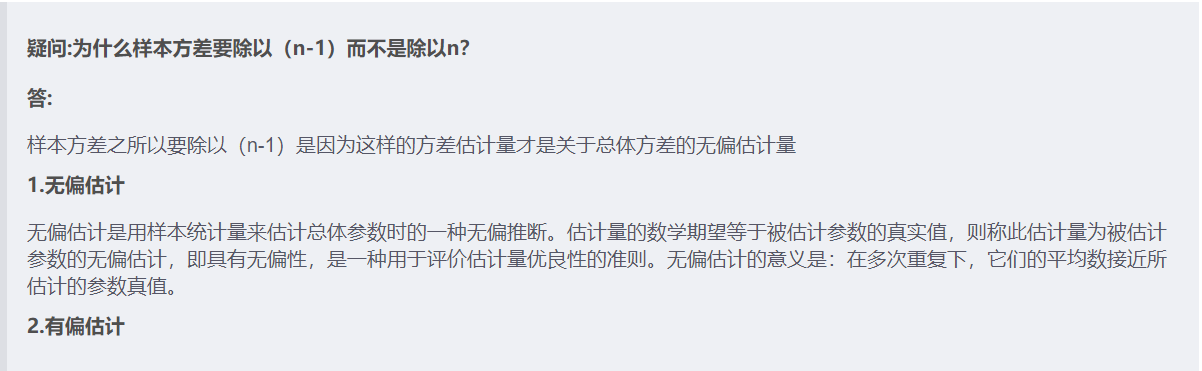 疑问:为什么样本方差要除以（n-1）而不是除以n？
答:
样本方差之所以要除以（n-1）是因为这样的方差估计量才是关于总体方差的无偏估计量
1.无偏估计
无偏估计是用样本统计量来估计总体参数时的一种无偏推断。估计量的数学期望等于被估计参数的真实值，则称此估计量为被估计
参数的无偏估计，即具有无偏性，是一种用于评价估计量优良性的准则。无偏估计的意义是：在多次重复下，它们的平均数接近所
估计的参数真值。
2.有偏估计